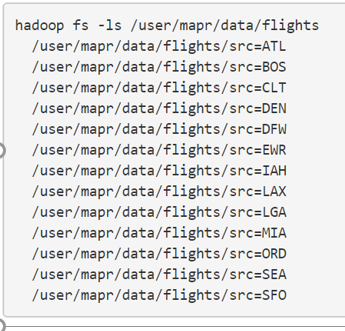 hadoop fs -ls /user/mapr/data/flights
/user/mapr/data/flights/src=ATL
/user/mapr/data/flights/src=BOS
/user/mapr/data/flights/src=CLT
/user/mapr/data/flights/src=DEN
/user/mapr/data/flights/src=DFW
/user/mapr/data/flights/src=EWR
/user/mapr/data/flights/src=IAH
/user/mapr/data/flights/src=LAX
/user/mapr/data/flights/src=LGA
/user/mapr/data/flights/src=MIA
/user/mapr/data/flights/src=ORD
/user/mapr/data/flights/src=SEA
/user/mapr/data/flights/src=SFO